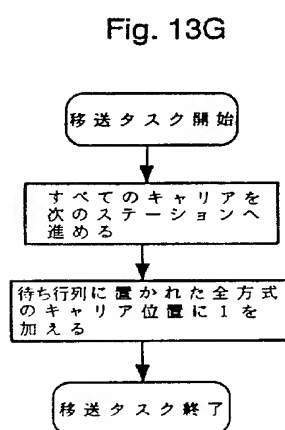 Fig. 13G
移送タスク開始
すべてのキャリアを
次のステーションへ
進める
待ち行列に置かれた全方式
のキャリア位置に1を
加える
移送タスク終了